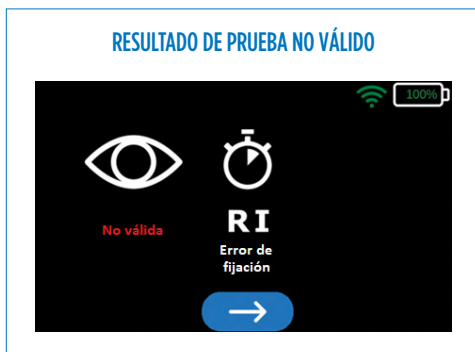 RESULTADO DE PRUEBA NO VÁLIDO
100%
No válida
RI
Error de
fijación